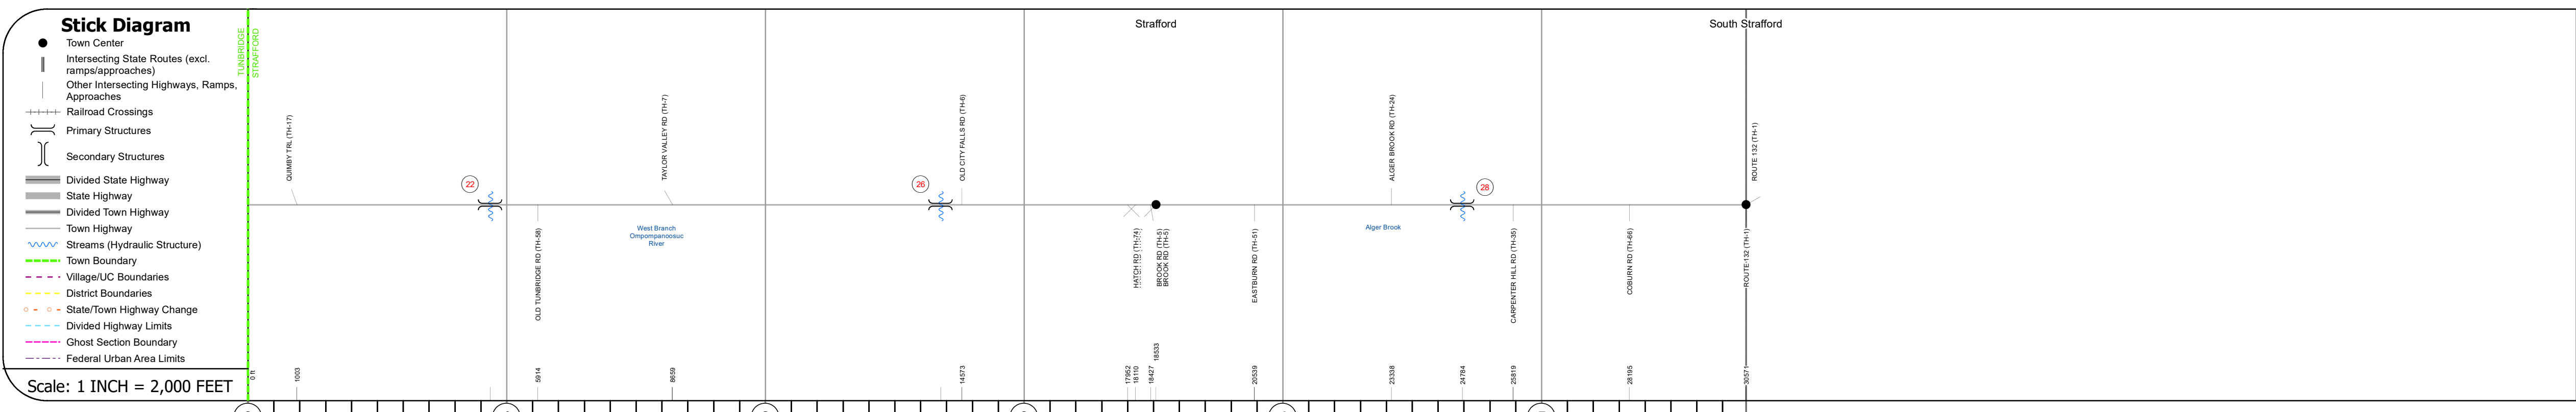 Stick Diagram
Town Center
Intersecting State Routes (excl.
ramps/approaches)
Other Intersecting Highways, Ramps,
Approaches
Railroad Crossings
Primary Structures
Secondary Structures
Divided State Highway
State Highway
Divided Town Highway
Town Highway
Streams (Hydraulic Structure)
Town Boundary
Village/UC Boundaries
District Boundaries
State/Town Highway Change
Divided Highway Limits
Ghost Section Boundary
Federal Urban Area Limits
Scale: 1 INCH = 2,000 FEET
TUNBRIDGE
STRAFFORD
Strafford
South Strafford
QUIMBY TRL (TH-17)
TAYLOR VALLEY RD (TH-7)
OLD CITY FALLS RD (TH-6)
ALGER BROOK RD (TH-24)
ROUTE 132 (TH-1)
22
26
28
OLD TUNBRIDGE RD (TH-58)
West Branch
Ompompanoosuc
River
HATCH RD (TH-74)
BROOK RD (TH-5)
BROOK RD (TH-5)
EASTBURN RD (TH-51)
Alger Brook
CARPENTER HILL RD (TH-35)
COBURN RD (TH-66)
ROUTE-132 (TH-1)
0 ft
1003
5914
8659
14573
17952
18110
18427
18533
20539
23338
24784
25819
28195
30571